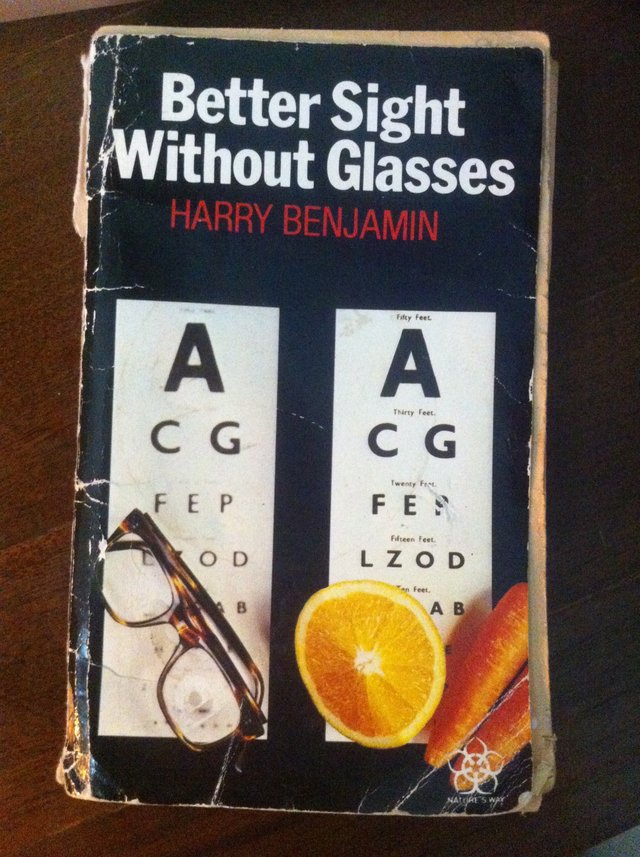 Better Sight
Without Glasses
HARRY BENJAMIN
A
C G
F E P
L Z O D
A B
Fifty Feet.
A
Thirty Feet.
C G
Twenty Feet.
F E P
Fifteen Feet.
L Z O D
Ten Feet.
A B
NATURE'S WAY